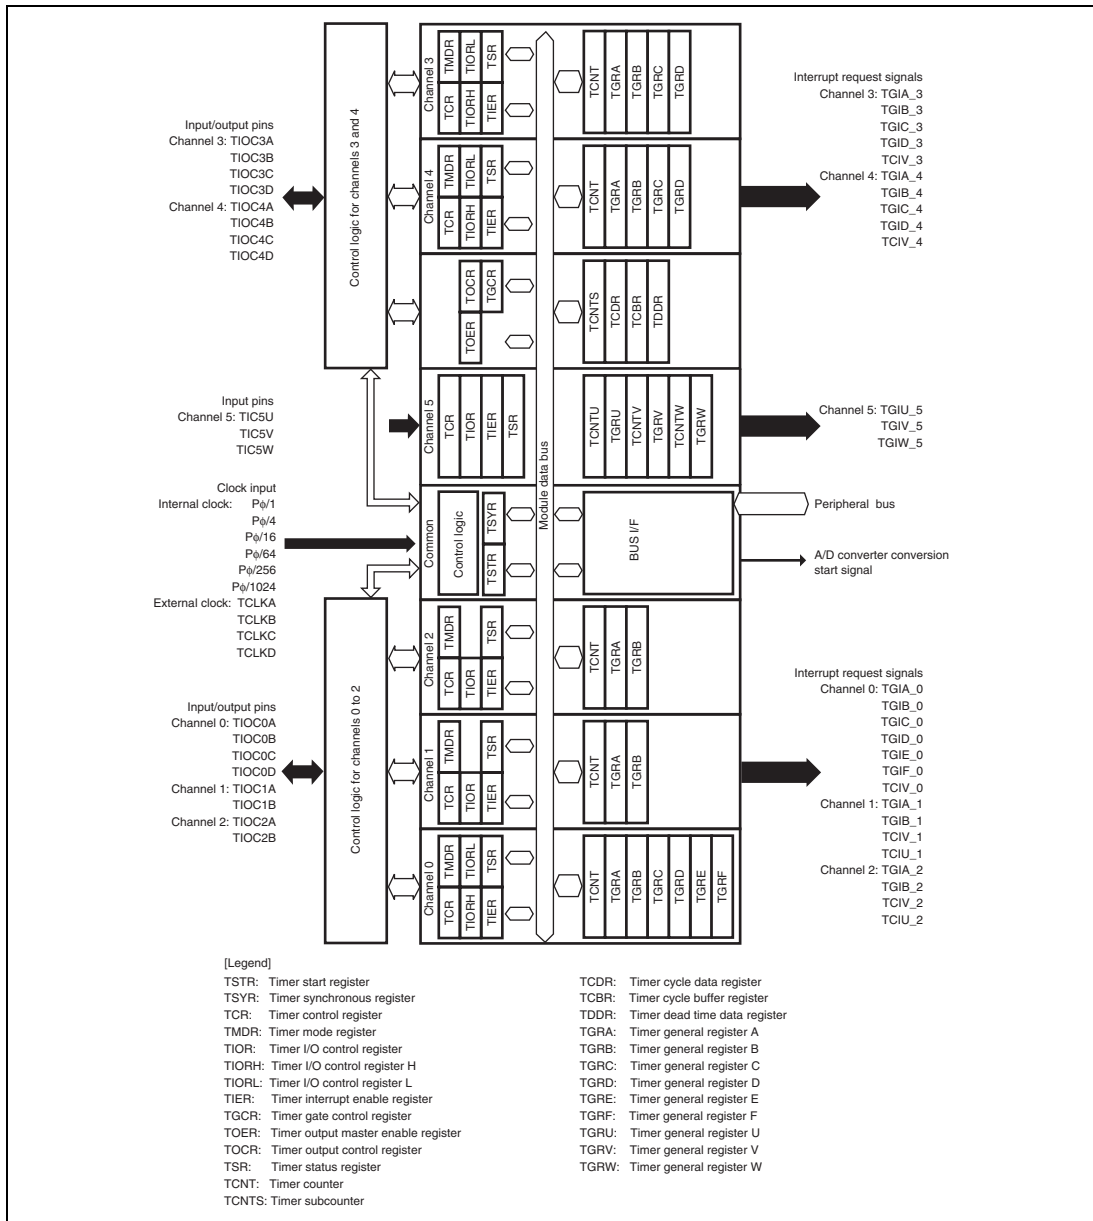 Input/output pins
Channel 3: TIOC3A
TIOC3B
TIOC3C
TIOC3D
Channel 4: TIOC4A
TIOC4B
TIOC4C
TIOC4D
Input pins
Channel 5: TIC5U
TIC5V
TIC5W
Clock input
Internal clock: Pϕ/1
Pϕ/4
Pϕ/16
Pϕ/64
Pϕ/256
Pϕ/1024
External clock: TCLKA
TCLKB
TCLKC
TCLKD
Input/output pins
Channel 0: TIOC0A
TIOC0B
TIOC0C
TIOC0D
Channel 1: TIOC1A
TIOC1B
Channel 2: TIOC2A
TIOC2B
Control logic for channels 3 and 4
Control logic for channels 0 to 2
Channel 3
TCR
TMDR
TIORH
TIORL
TIER
TSR
TCNT
TGRA
TGRB
TGRC
TGRD
Channel 4
TCR
TMDR
TIORH
TIORL
TIER
TSR
TCNT
TGRA
TGRB
TGRC
TGRD
TOER
TOCR
TGCR
TCNTS
TCDR
TCBR
TDDR
Channel 5
TCR
TIOR
TIER
TSR
TCNTU
TGRU
TCNTV
TGRV
TCNTW
TGRW
Module data bus
Common
Control logic
TSTR
TSYR
BUS I/F
Channel 2
TCR
TMDR
TIOR
TIER
TSR
TCNT
TGRA
TGRB
Channel 1
TCR
TMDR
TIOR
TIER
TSR
TCNT
TGRA
TGRB
Channel 0
TCR
TMDR
TIORH
TIORL
TIER
TSR
TCNT
TGRA
TGRB
TGRC
TGRD
TGRE
TGRF
Interrupt request signals
Channel 3: TGIA_3
TGIB_3
TGIC_3
TGID_3
TCIV_3
Channel 4: TGIA_4
TGIB_4
TGIC_4
TGID_4
TCIV_4
Channel 5: TGIU_5
TGIV_5
TGIW_5
Peripheral bus
A/D converter conversion
start signal
Interrupt request signals
Channel 0: TGIA_0
TGIB_0
TGIC_0
TGID_0
TGIE_0
TGIF_0
TCIV_0
Channel 1: TGIA_1
TGIB_1
TCIV_1
TCIU_1
Channel 2: TGIA_2
TGIB_2
TCIV_2
TCIU_2
[Legend]
TSTR: Timer start register
TSYR: Timer synchronous register
TCR: Timer control register
TMDR: Timer mode register
TIOR: Timer I/O control register
TIORH: Timer I/O control register H
TIORL: Timer I/O control register L
TIER: Timer interrupt enable register
TGCR: Timer gate control register
TOER: Timer output master enable register
TOCR: Timer output control register
TSR: Timer status register
TCNT: Timer counter
TCNTS: Timer subcounter
TCDR: Timer cycle data register
TCBR: Timer cycle buffer register
TDDR: Timer dead time data register
TGRA: Timer general register A
TGRB: Timer general register B
TGRC: Timer general register C
TGRD: Timer general register D
TGRE: Timer general register E
TGRF: Timer general register F
TGRU: Timer general register U
TGRV: Timer general register V
TGRW: Timer general register W